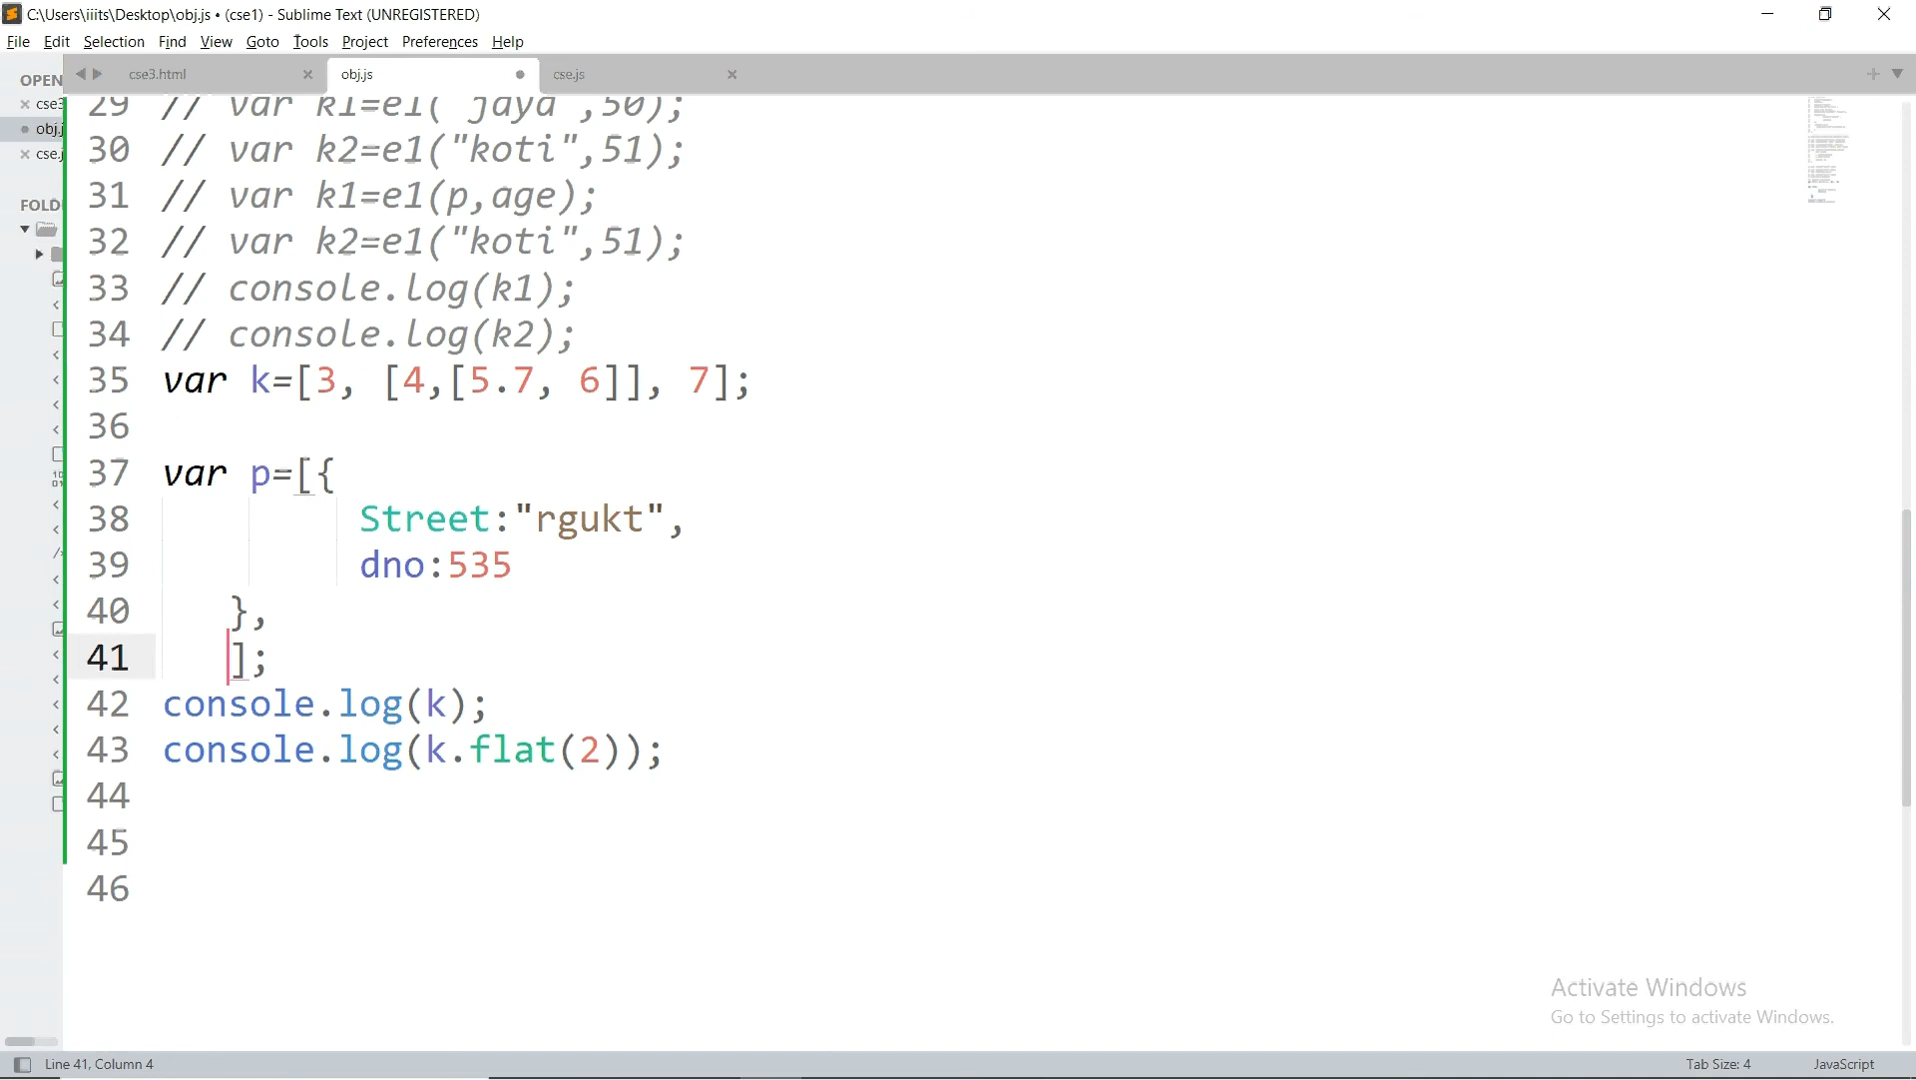 C:\Users\iiits\Desktop\obj.js • (cse1) - Sublime Text (UNREGISTERED)
File Edit Selection Find View Goto Tools Project Preferences Help
OPEN
cse3.html
obj.js
cse.js
cse3
obj.j
cse.j
FOLD
29 // var k1=e1("jaya",50);
30 // var k2=e1("koti",51);
31 // var k1=e1(p,age);
32 // var k2=e1("koti",51);
33 // console.log(k1);
34 // console.log(k2);
35 var k=[3, [4,[5.7, 6]], 7];
36
37 var p=[{
38 Street:"rgukt",
39 dno:535
40 },
41 ];
42 console.log(k);
43 console.log(k.flat(2));
44
45
46
Activate Windows
Go to Settings to activate Windows.
Line 41, Column 4
Tab Size: 4
JavaScript